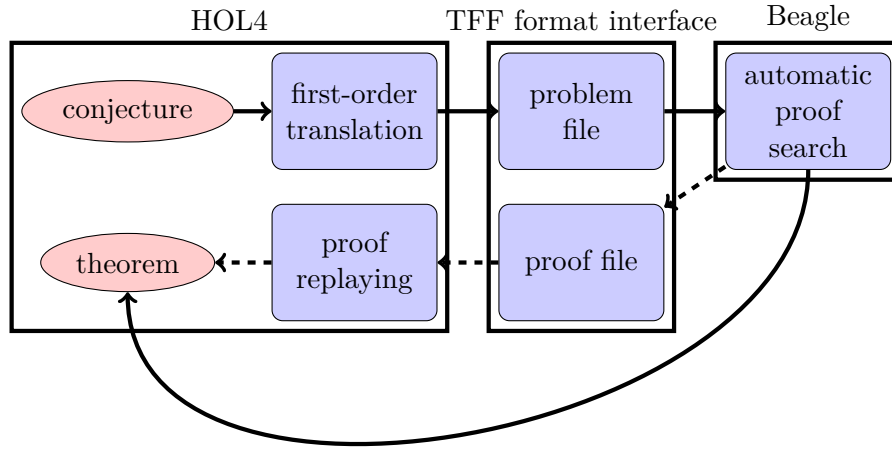 HOL4
TFF format interface
Beagle
conjecture
first-order
translation
problem
file
automatic
proof
search
theorem
proof
replaying
proof file